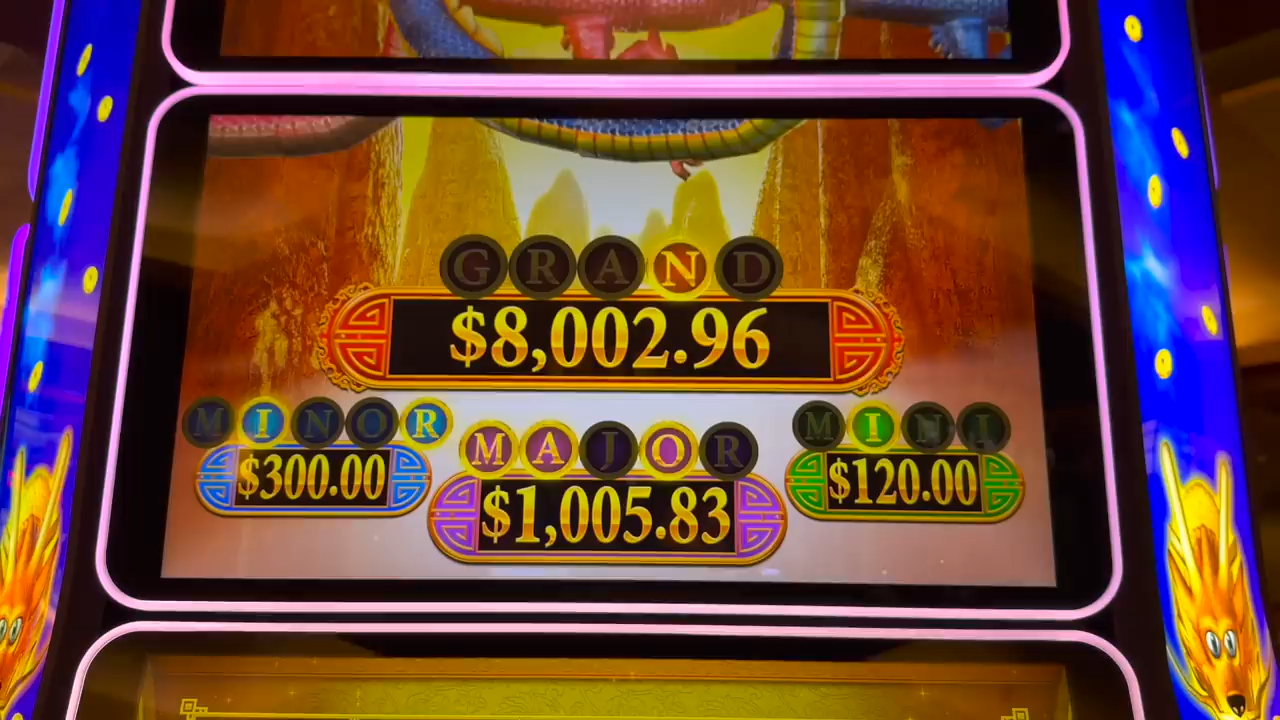 GRAND
$8,002.96
MINOR
$300.00
MAJOR
$1,005.83
MINI
$120.00